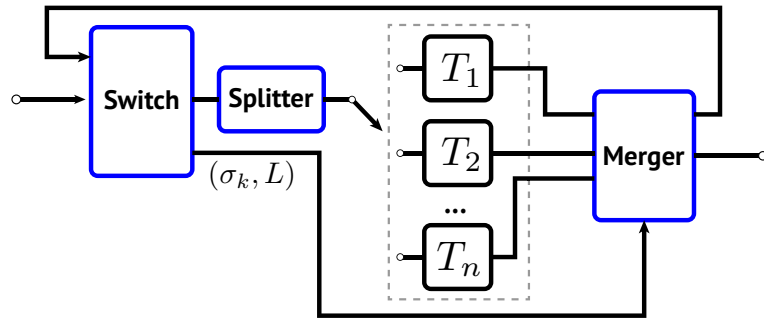 Switch
Splitter
(σₖ, L)
T₁
T₂
...
Tₙ
Merger